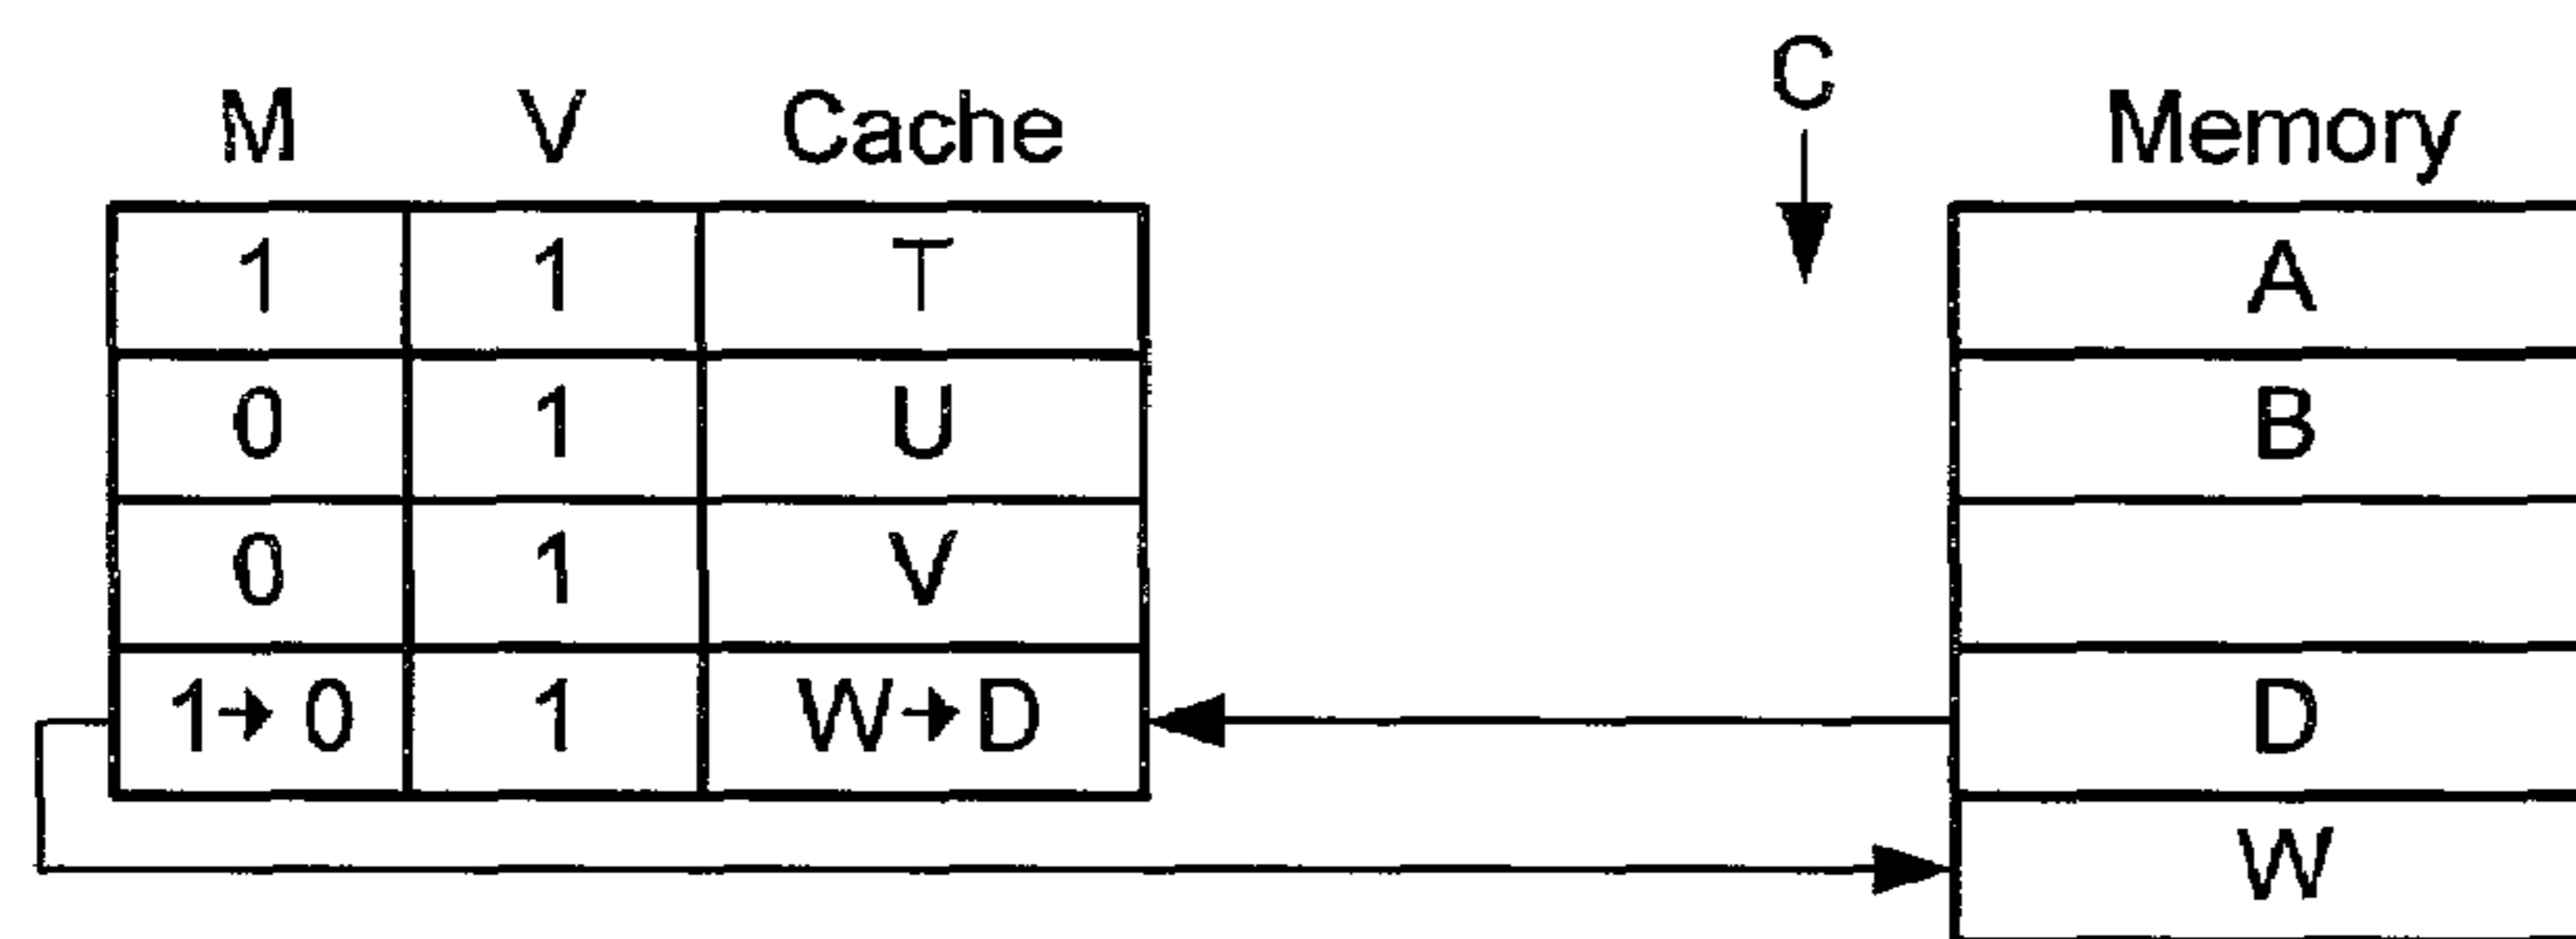 C
M V Cache Memory
1 1 T A
0 1 U B
0 1 V
1→0 1 W→D D
W